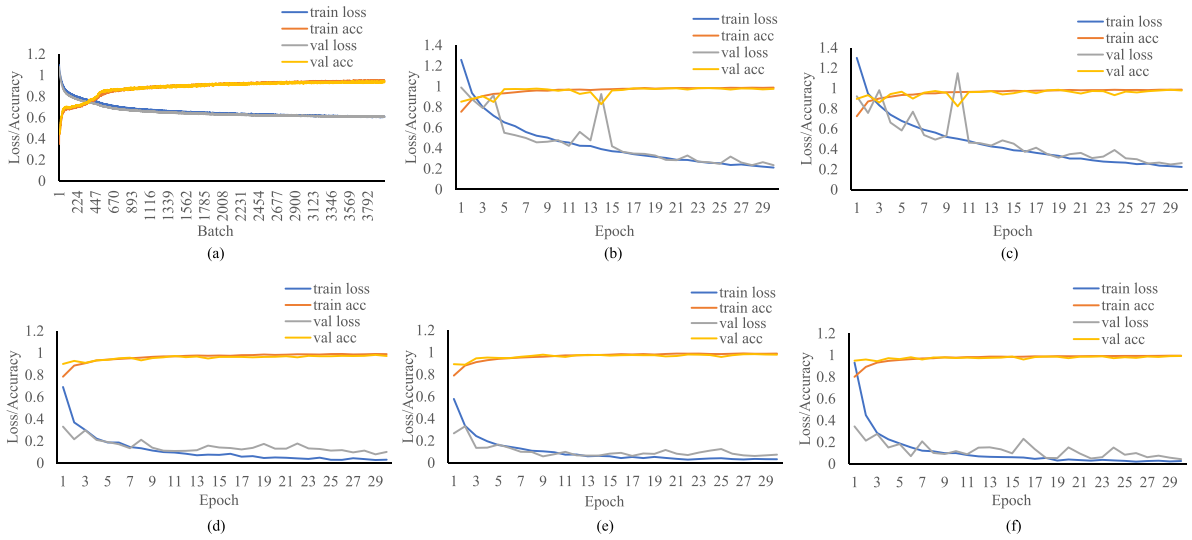 train loss
train acc
val loss
val acc
1.2
1
0.8
0.6
0.4
0.2
0
Loss/Accuracy
1
224
447
670
893
1116
1339
1562
1785
2008
2231
2454
2677
2900
3123
3346
3569
3792
Batch
(a)
train loss
train acc
val loss
val acc
1.4
1.2
1
0.8
0.6
0.4
0.2
0
Loss/Accuracy
1 3 5 7 9 11 13 15 17 19 21 23 25 27 29
Epoch
(b)
train loss
train acc
val loss
val acc
1.4
1.2
1
0.8
0.6
0.4
0.2
0
Loss/Accuracy
1 3 5 7 9 11 13 15 17 19 21 23 25 27 29
Epoch
(c)
train loss
train acc
val loss
val acc
1.2
1
0.8
0.6
0.4
0.2
0
Loss/Accuracy
1 3 5 7 9 11 13 15 17 19 21 23 25 27 29
Epoch
(d)
train loss
train acc
val loss
val acc
1.2
1
0.8
0.6
0.4
0.2
0
Loss/Accuracy
1 3 5 7 9 11 13 15 17 19 21 23 25 27 29
Epoch
(e)
train loss
train acc
val loss
val acc
1.2
1
0.8
0.6
0.4
0.2
0
Loss/Accuracy
1 3 5 7 9 11 13 15 17 19 21 23 25 27 29
Epoch
(f)